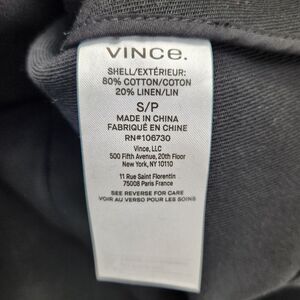 VINCE.
SHELL/EXTÉRIEUR:
80% COTTON/COTON
20% LINEN/LIN
S/P
MADE IN CHINA
FABRIQUÉ EN CHINE
RN#106730
Vince, LLC
500 Fifth Avenue, 20th Floor
New York, NY 10110
11 Rue Saint Florentin
75008 Paris France
SEE REVERSE FOR CARE
VOIR AU VERSO POUR LES SOINS